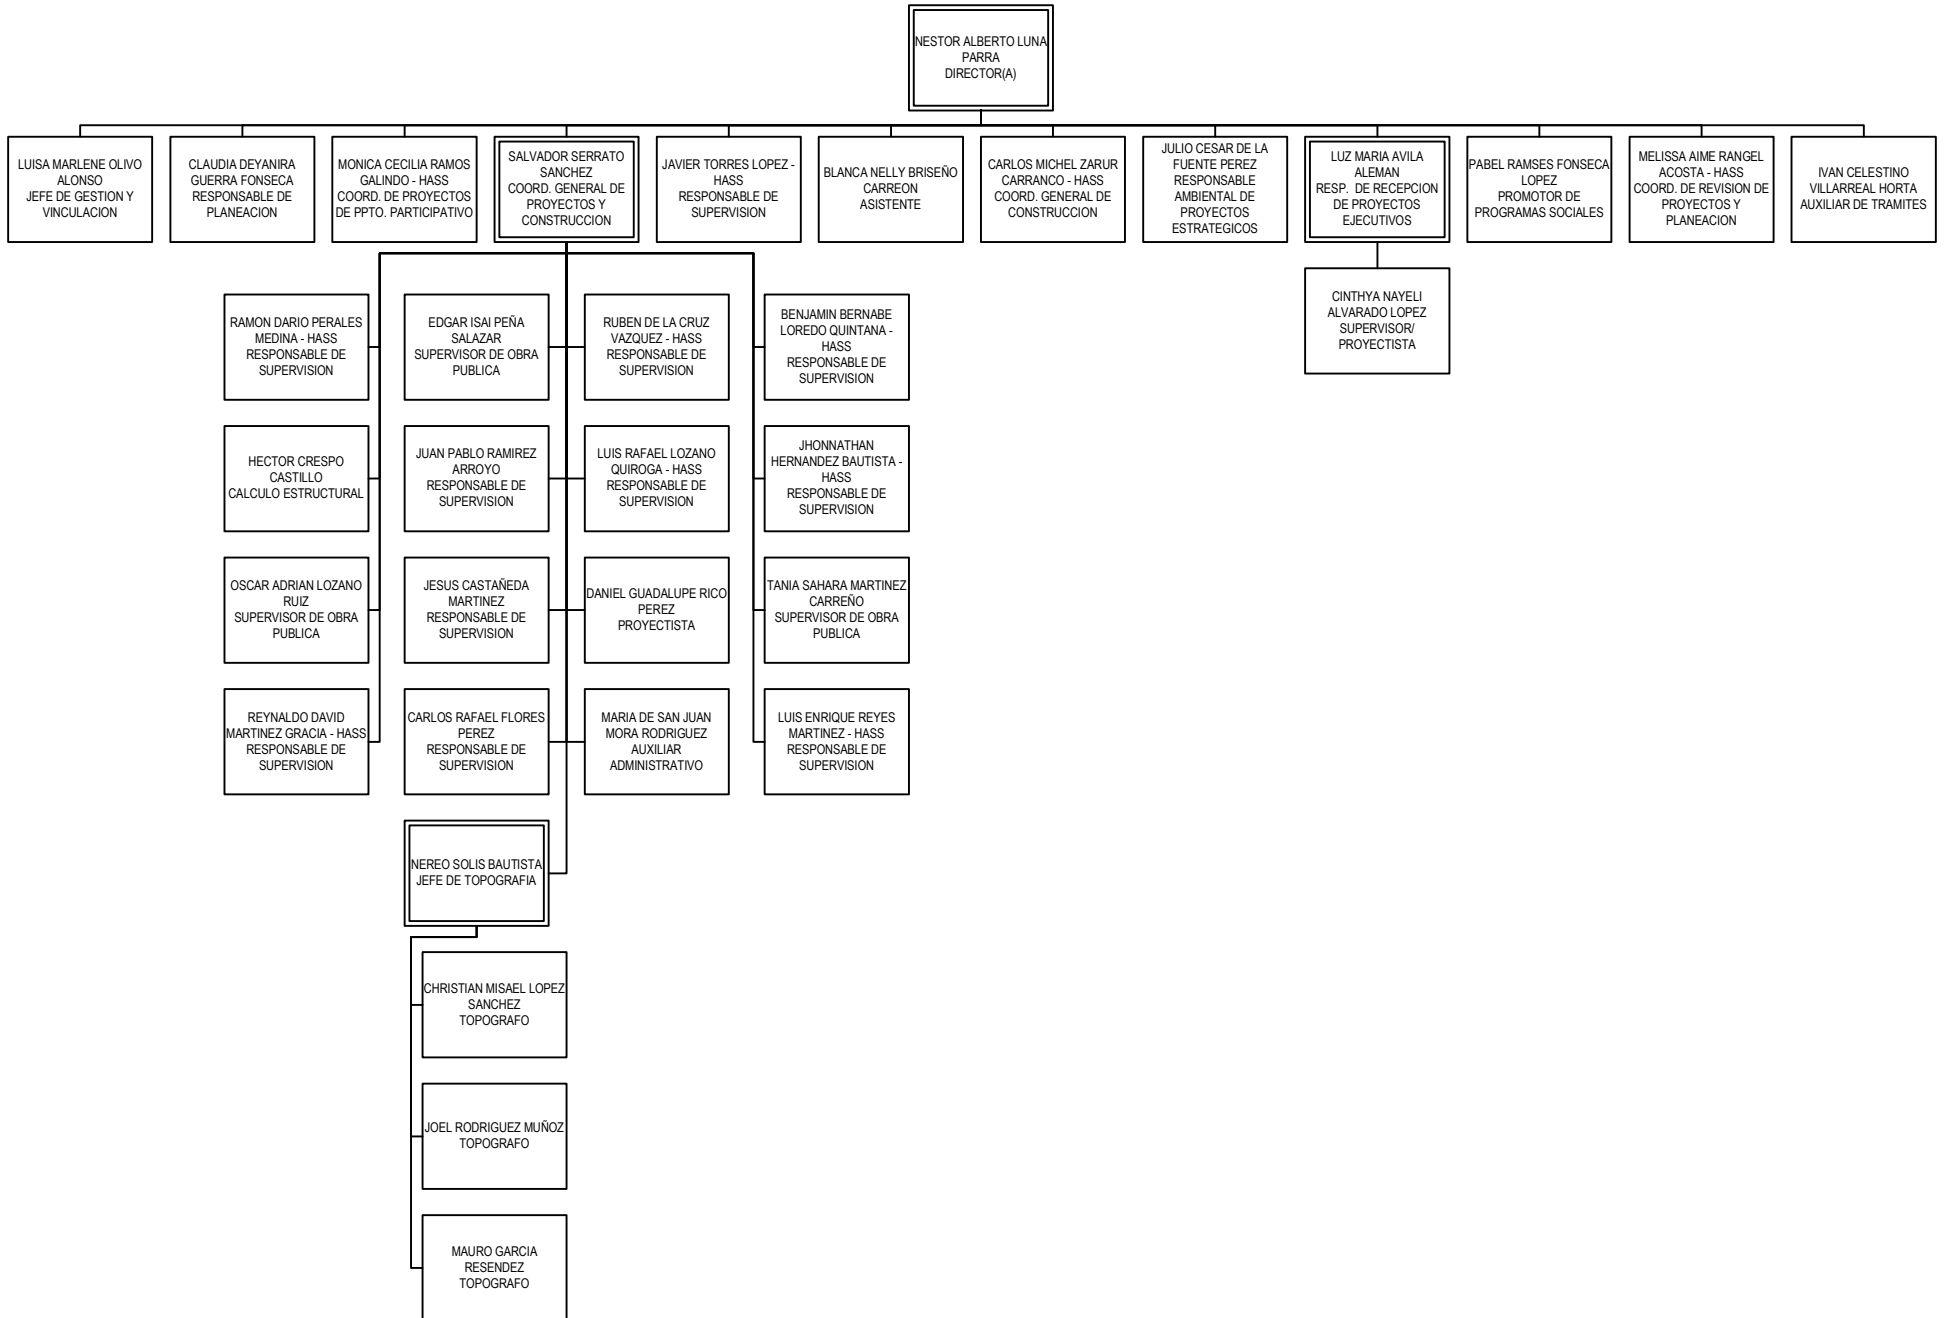 NESTOR ALBERTO LUNA
PARRA
DIRECTOR(A)
LUISA MARLENE OLIVO
ALONSO
JEFE DE GESTION Y
VINCULACION
CLAUDIA DEYANIRA
GUERRA FONSECA
RESPONSABLE DE
PLANEACION
MONICA CECILIA RAMOS
GALINDO - HASS
COORD. DE PROYECTOS
DE PPTO. PARTICIPATIVO
SALVADOR SERRATO
SANCHEZ
COORD. GENERAL DE
PROYECTOS Y
CONSTRUCCION
JAVIER TORRES LOPEZ -
HASS
RESPONSABLE DE
SUPERVISION
BLANCA NELLY BRISEÑO
CARREON
ASISTENTE
CARLOS MICHEL ZARUR
CARRANCO - HASS
COORD. GENERAL DE
CONSTRUCCION
JULIO CESAR DE LA
FUENTE PEREZ
RESPONSABLE
AMBIENTAL DE
PROYECTOS
ESTRATEGICOS
LUZ MARIA AVILA
ALEMAN
RESP.  DE RECEPCION
DE PROYECTOS
EJECUTIVOS
PABEL RAMSES FONSECA
LOPEZ
PROMOTOR DE
PROGRAMAS SOCIALES
MELISSA AIME RANGEL
ACOSTA - HASS
COORD. DE REVISION DE
PROYECTOS Y
PLANEACION
IVAN CELESTINO
VILLARREAL HORTA
AUXILIAR DE TRAMITES
CINTHYA NAYELI
ALVARADO LOPEZ
SUPERVISOR/
PROYECTISTA
RAMON DARIO PERALES
MEDINA - HASS
RESPONSABLE DE
SUPERVISION
EDGAR ISAI PEÑA
SALAZAR
SUPERVISOR DE OBRA
PUBLICA
RUBEN DE LA CRUZ
VAZQUEZ - HASS
RESPONSABLE DE
SUPERVISION
BENJAMIN BERNABE
LOREDO QUINTANA -
HASS
RESPONSABLE DE
SUPERVISION
HECTOR CRESPO
CASTILLO
CALCULO ESTRUCTURAL
JUAN PABLO RAMIREZ
ARROYO
RESPONSABLE DE
SUPERVISION
LUIS RAFAEL LOZANO
QUIROGA - HASS
RESPONSABLE DE
SUPERVISION
JHONNATHAN
HERNANDEZ BAUTISTA -
HASS
RESPONSABLE DE
SUPERVISION
OSCAR ADRIAN LOZANO
RUIZ
SUPERVISOR DE OBRA
PUBLICA
JESUS CASTAÑEDA
MARTINEZ
RESPONSABLE DE
SUPERVISION
DANIEL GUADALUPE RICO
PEREZ
PROYECTISTA
TANIA SAHARA MARTINEZ
CARREÑO
SUPERVISOR DE OBRA
PUBLICA
REYNALDO DAVID
MARTINEZ GRACIA - HASS
RESPONSABLE DE
SUPERVISION
CARLOS RAFAEL FLORES
PEREZ
RESPONSABLE DE
SUPERVISION
MARIA DE SAN JUAN
MORA RODRIGUEZ
AUXILIAR
ADMINISTRATIVO
LUIS ENRIQUE REYES
MARTINEZ - HASS
RESPONSABLE DE
SUPERVISION
NEREO SOLIS BAUTISTA
JEFE DE TOPOGRAFIA
CHRISTIAN MISAEL LOPEZ
SANCHEZ
TOPOGRAFO
JOEL RODRIGUEZ MUÑOZ
TOPOGRAFO
MAURO GARCIA
RESENDEZ
TOPOGRAFO